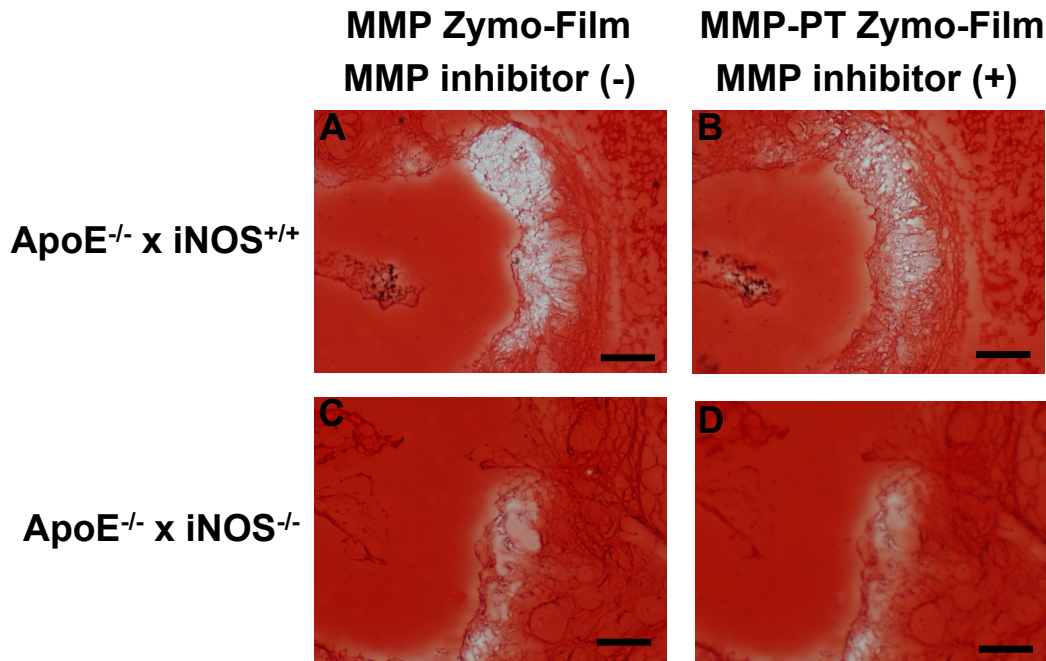 MMP Zymo-Film
MMP inhibitor (-)
MMP-PT Zymo-Film
MMP inhibitor (+)
A
B
ApoE-/- x iNOS+/+
C
D
ApoE-/- x iNOS-/-